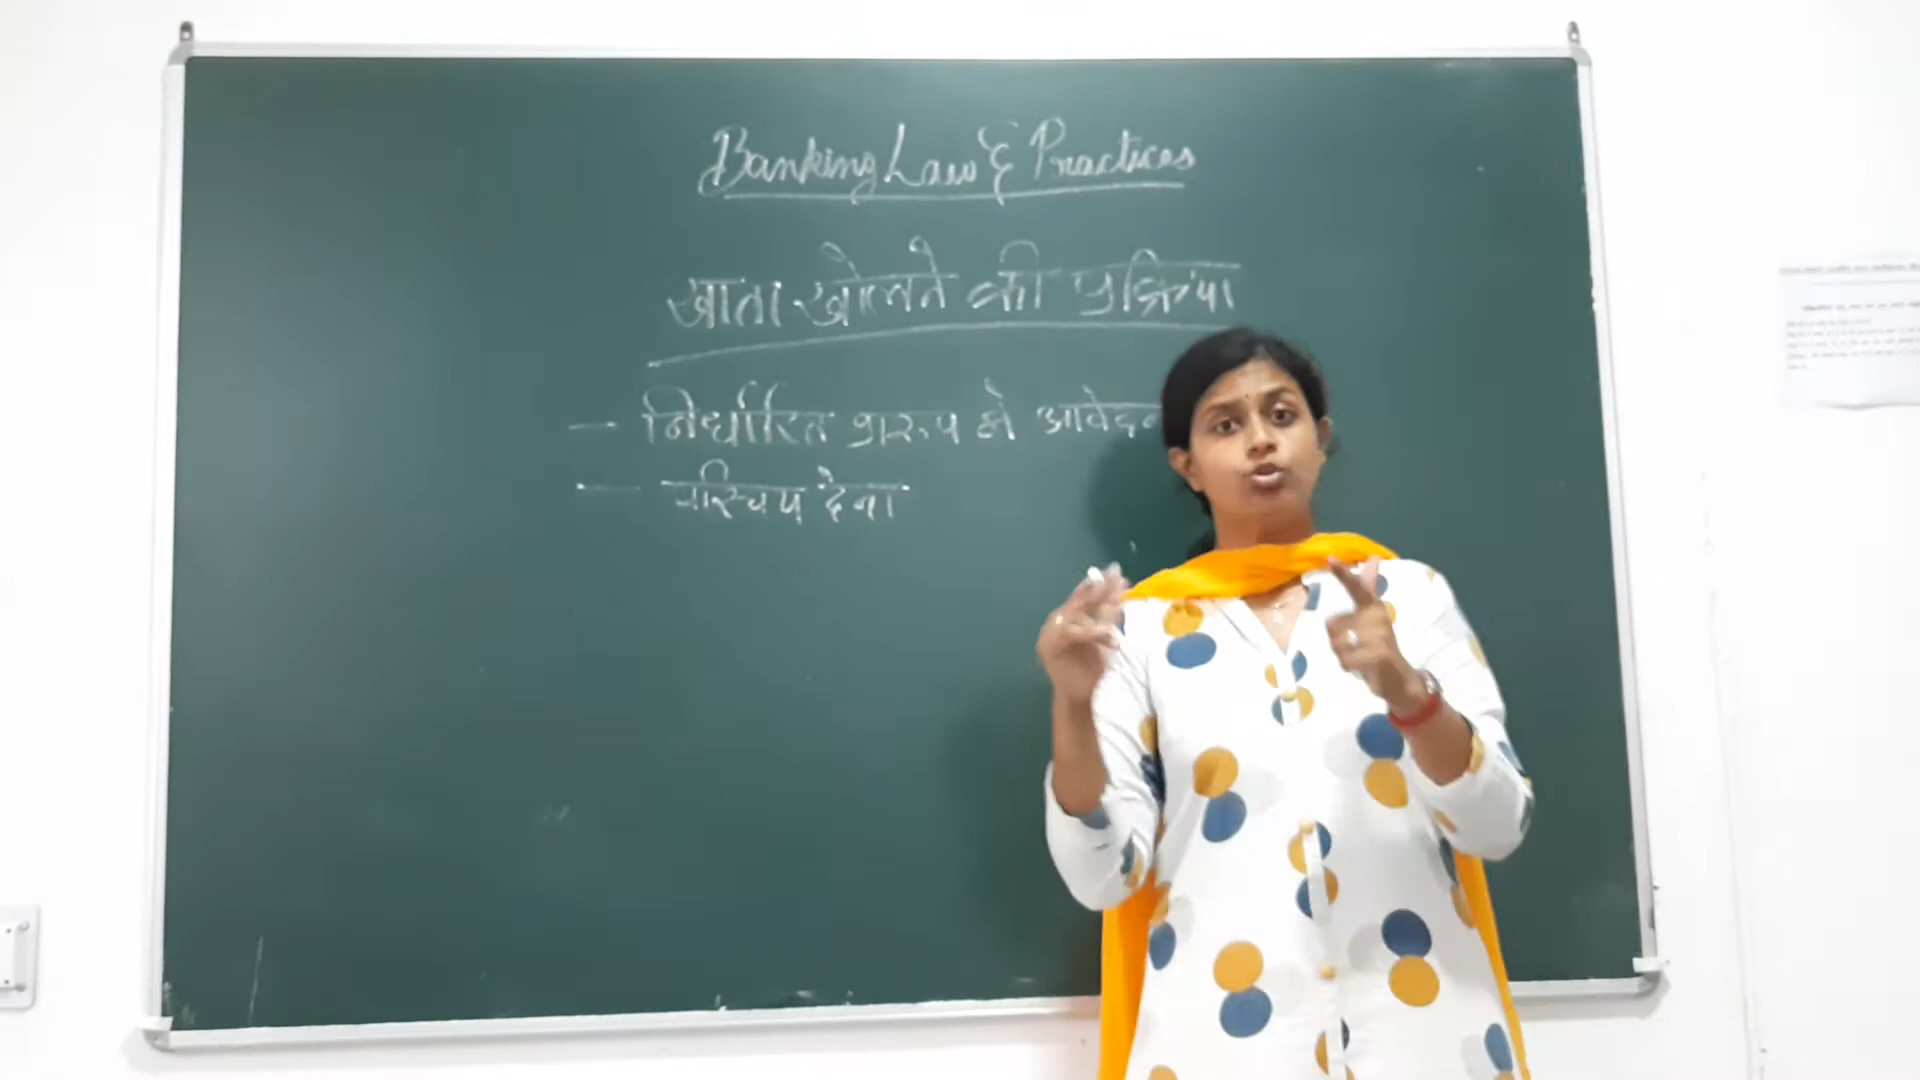 Banking Law & Practices
खाता खोलने की प्रक्रिया
— निर्धारित प्रारुप में आवेदन
— परिचय देना